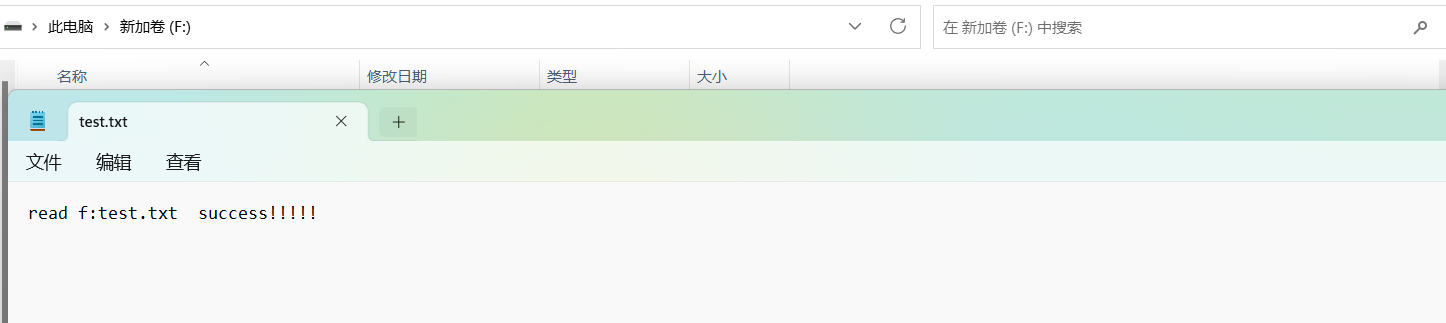 此电脑 > 新加卷 (F:)
在 新加卷 (F:) 中搜索
名称 修改日期 类型 大小
test.txt
文件 编辑 查看
read f:test.txt  success!!!!!